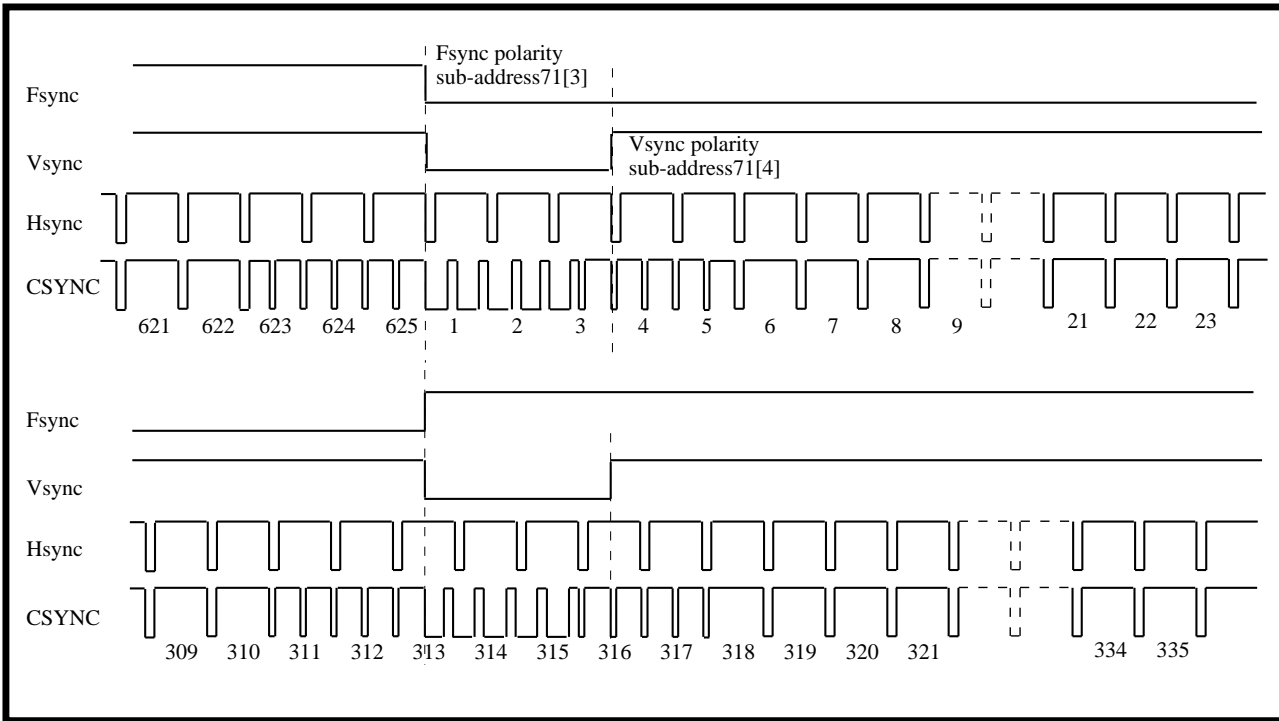 Fsync polarity
sub-address71[3]
Fsync
Vsync
Vsync polarity
sub-address71[4]
Hsync
CSYNC
621 622 623 624 625 1 2 3 4 5 6 7 8 9 21 22 23
Fsync
Vsync
Hsync
CSYNC
309 310 311 312 313 314 315 316 317 318 319 320 321 334 335